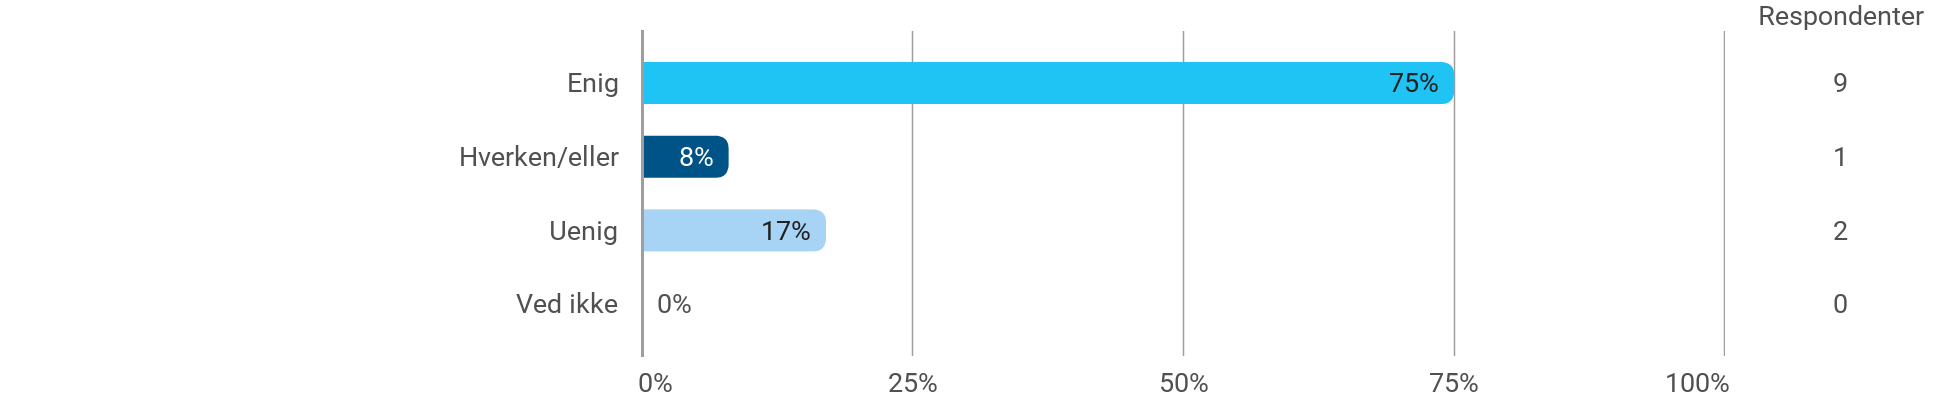 Respondenter
Enig 75% 9
Hverken/eller 8% 1
Uenig 17% 2
Ved ikke 0% 0
0% 25% 50% 75% 100%